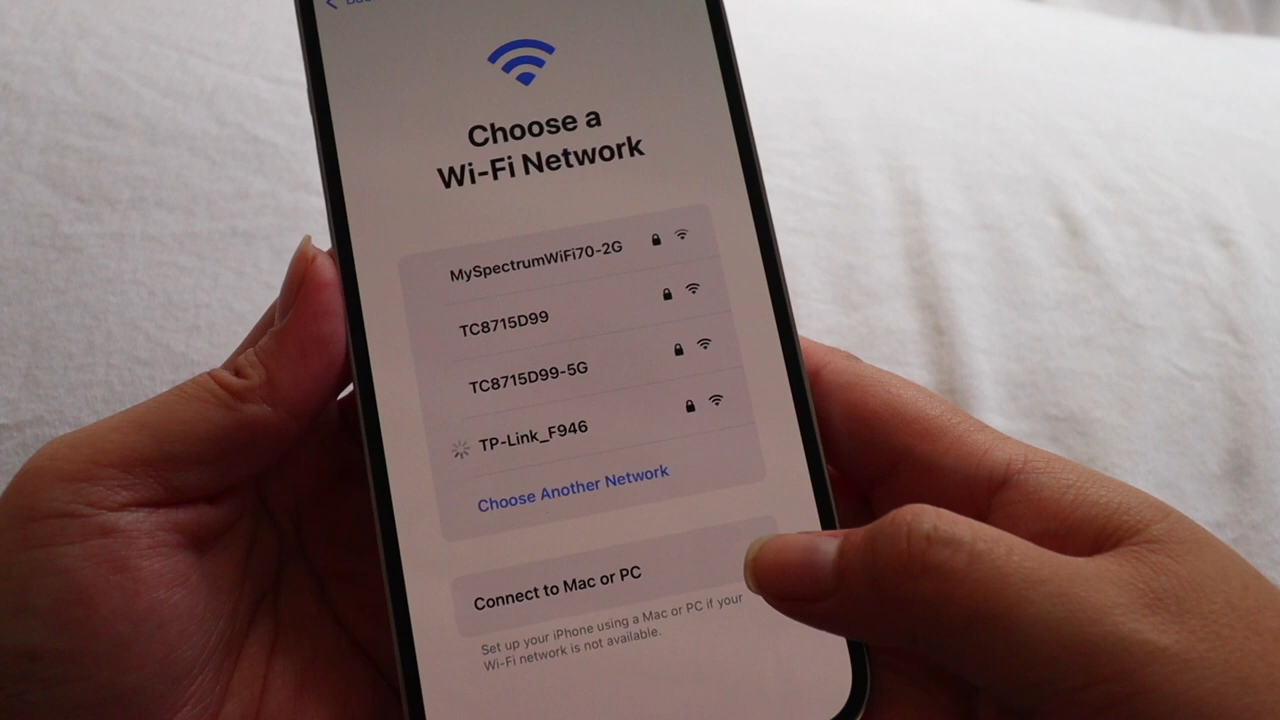 Choose a
Wi-Fi Network
MySpectrumWiFi70-2G
TC8715D99
TC8715D99-5G
TP-Link_F946
Choose Another Network
Connect to Mac or PC
Set up your iPhone using a Mac or PC if your
Wi-Fi network is not available.